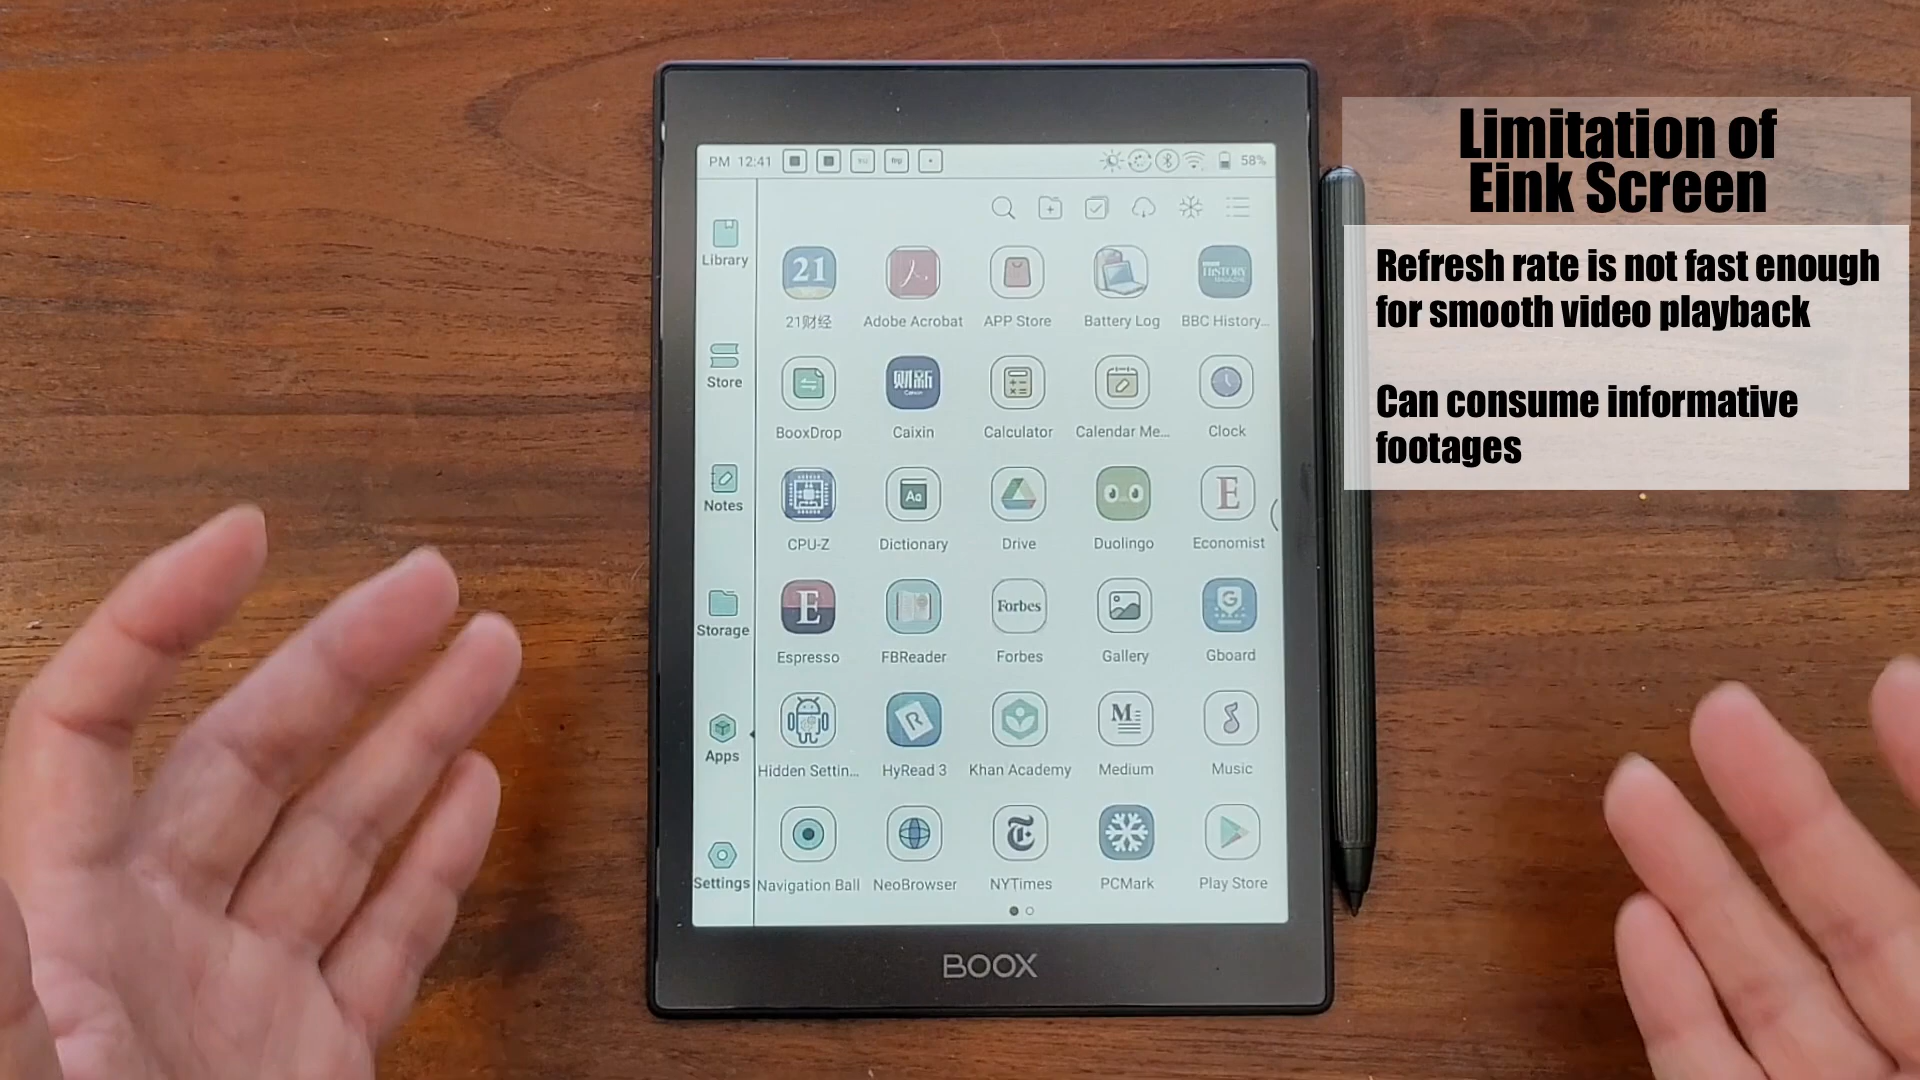 Limitation of
Eink Screen
Refresh rate is not fast enough
for smooth video playback
Can consume informative
footages
PM 12:41
58%
Library
Store
Notes
Storage
Apps
Settings
21
HISTORY
21财经
Adobe Acrobat
APP Store
Battery Log
BBC History...
财新
Caixin
BooxDrop
Caixin
Calculator
Calendar Me...
Clock
Aa
E
CPU-Z
Dictionary
Drive
Duolingo
Economist
E
Forbes
G
Espresso
FBReader
Forbes
Gallery
Gboard
R
M
Hidden Settin...
HyRead 3
Khan Academy
Medium
Music
T
Navigation Ball
NeoBrowser
NYTimes
PCMark
Play Store
BOOX